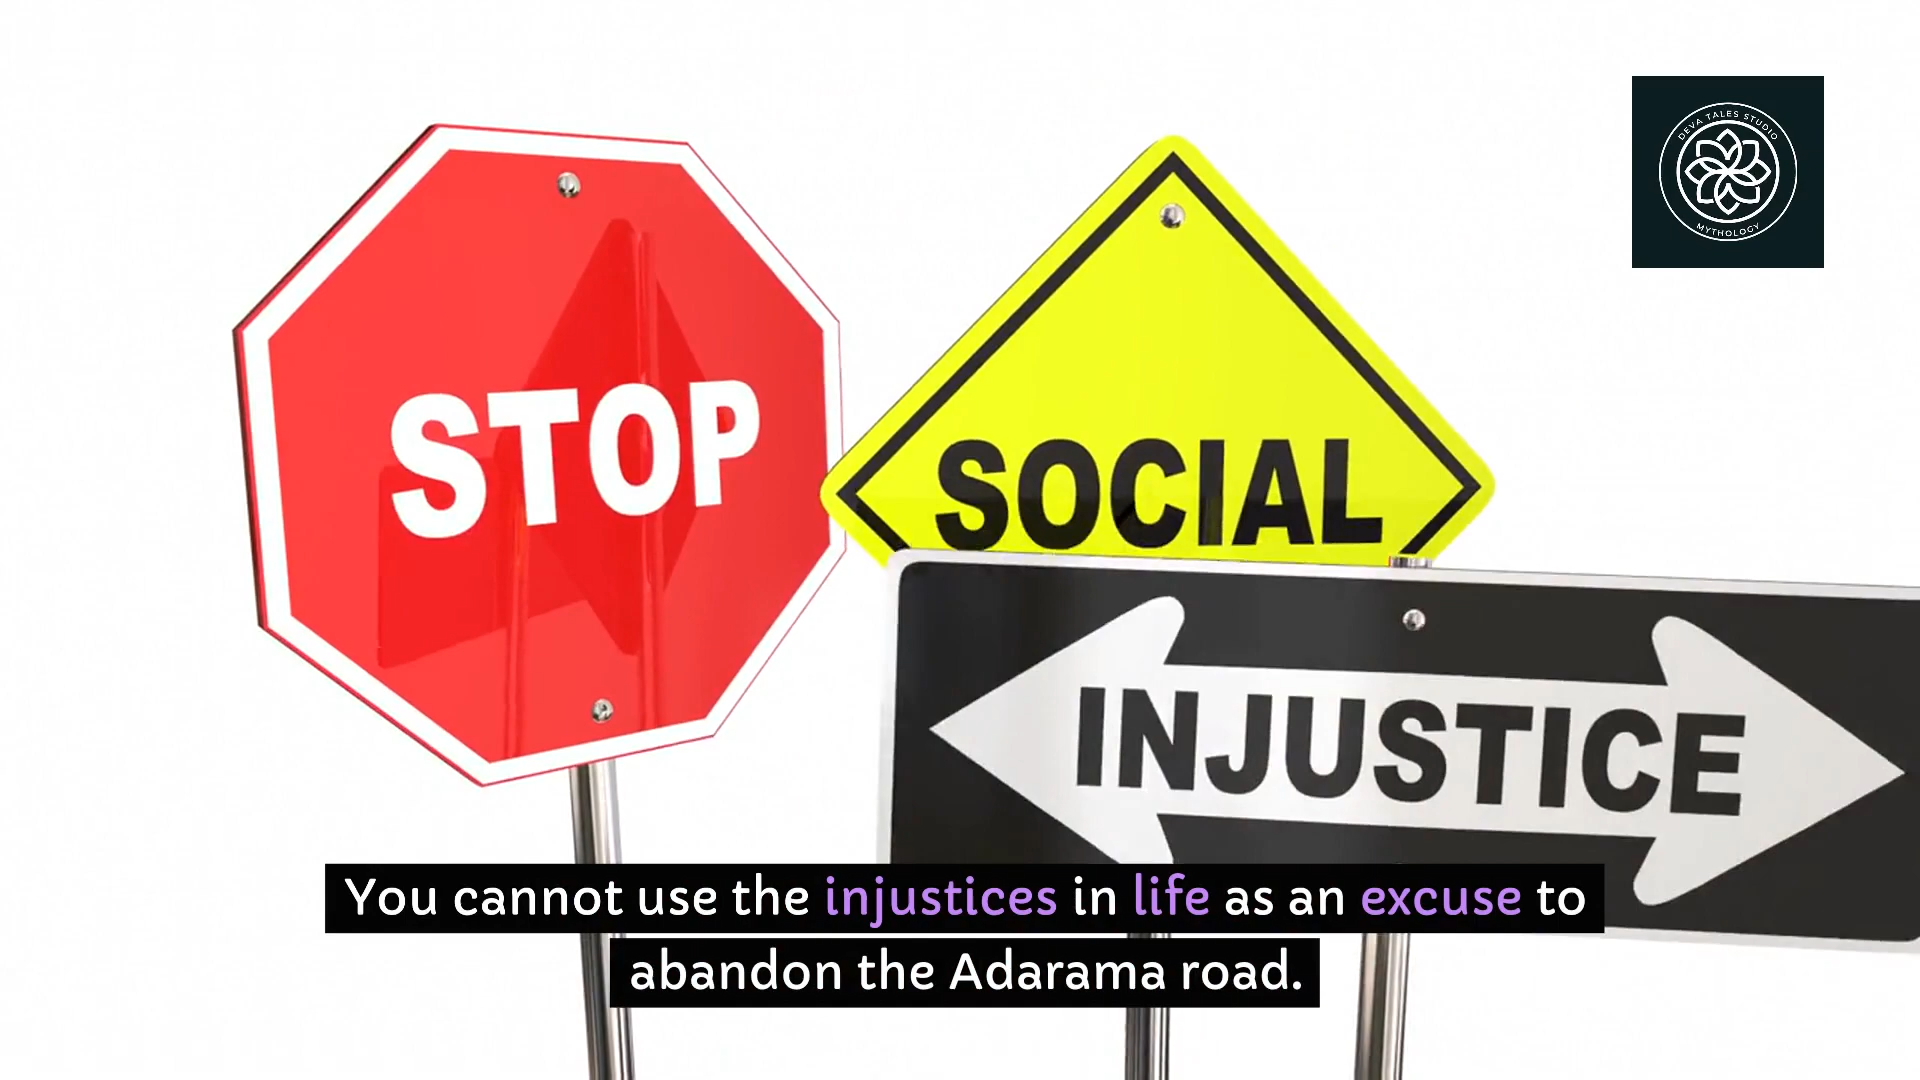 DEVA TALES STUDIO
MYTHOLOGY
STOP
SOCIAL
INJUSTICE
You cannot use the injustices in life as an excuse to
abandon the Adarama road.